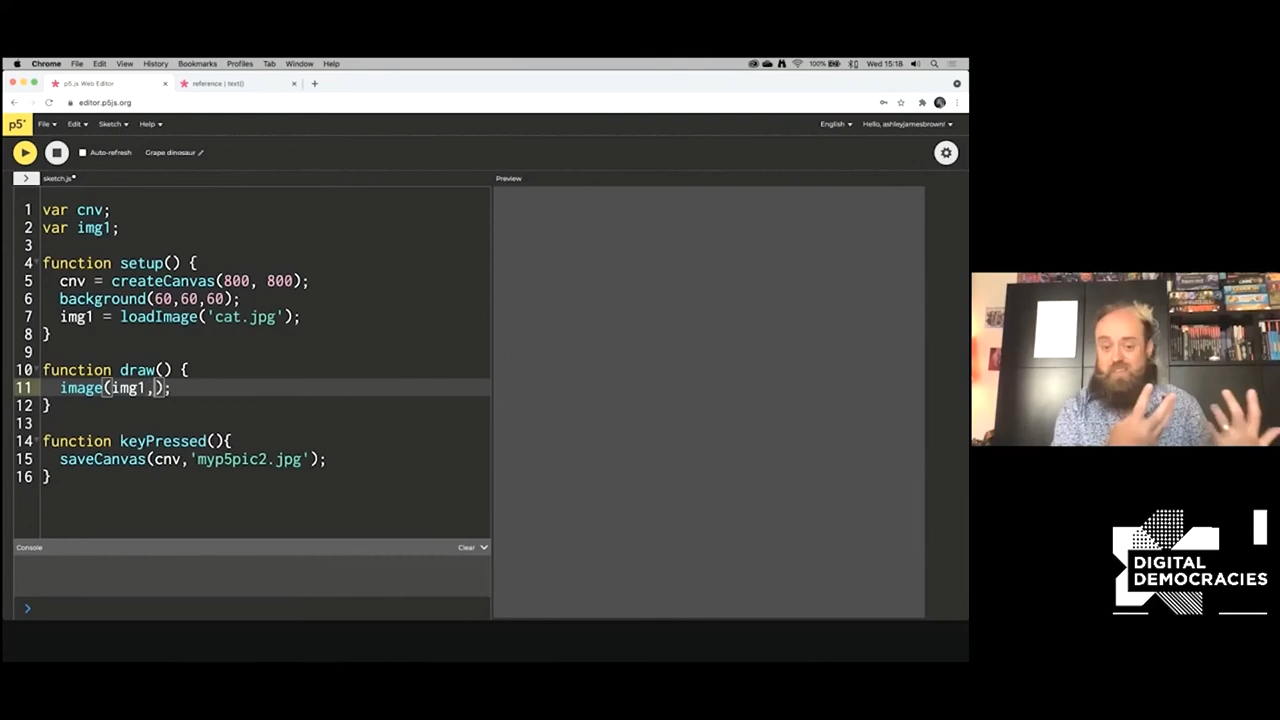 Chrome File Edit View History Bookmarks Profiles Tab Window Help 100% Wed 15:18
p5.js Web Editor × reference | text() × +
editor.p5js.org
p5* File Edit Sketch Help English Hello, ashleyjamesbrown!
Auto-refresh Grape dinosaur
> sketch.js Preview
1 var cnv;
2 var img1;
3
4 function setup() {
5 cnv = createCanvas(800, 800);
6 background(60,60,60);
7 img1 = loadImage('cat.jpg');
8 }
9
10 function draw() {
11 image(img1,);
12 }
13
14 function keyPressed(){
15 saveCanvas(cnv,'myp5pic2.jpg');
16 }
Console Clear
>
DIGITAL
DEMOCRACIES